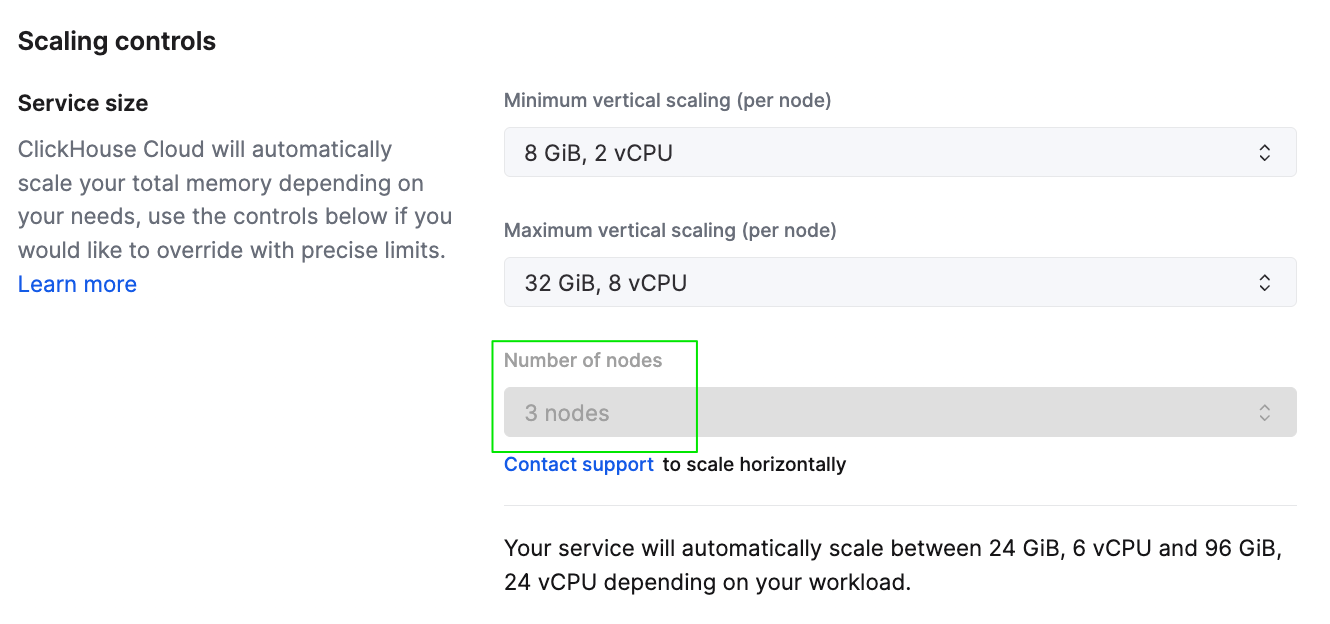 Scaling controls
Service size
ClickHouse Cloud will automatically
scale your total memory depending on
your needs, use the controls below if you
would like to override with precise limits.
Learn more
Minimum vertical scaling (per node)
8 GiB, 2 vCPU
Maximum vertical scaling (per node)
32 GiB, 8 vCPU
Number of nodes
3 nodes
Contact support to scale horizontally
Your service will automatically scale between 24 GiB, 6 vCPU and 96 GiB,
24 vCPU depending on your workload.